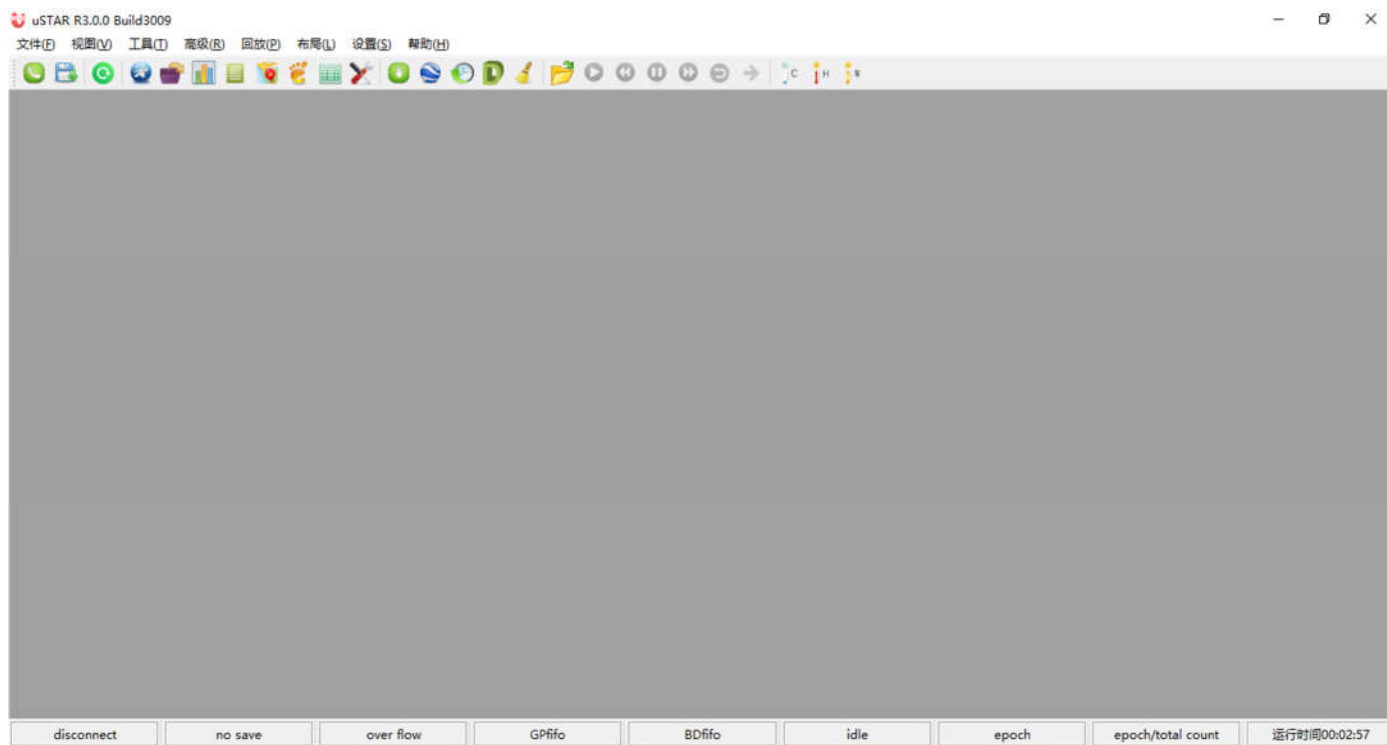 uSTAR R3.0.0 Build3009
文件(F) 视图(V) 工具(T) 高级(R) 回放(P) 布局(L) 设置(S) 帮助(H)
C H W
disconnect no save over flow GPfifo BDfifo idle epoch epoch/total count 运行时间00:02:57